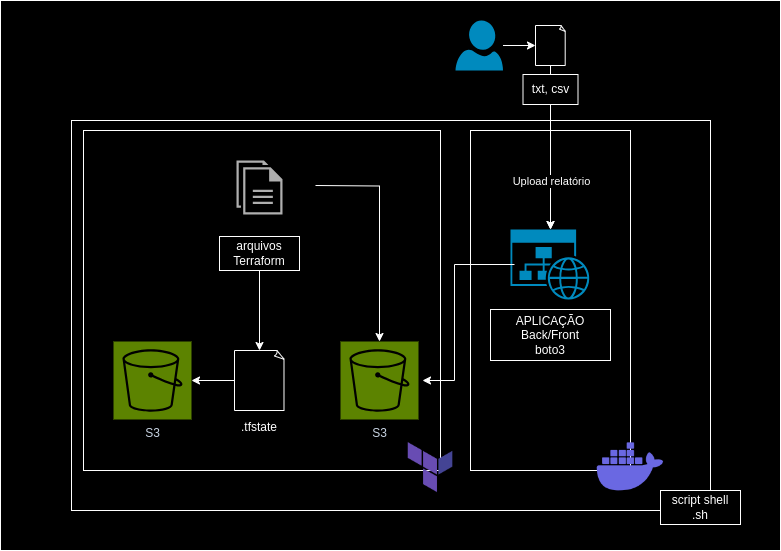 txt, csv
Upload relatório
arquivos
Terraform
APLICAÇÃO
Back/Front
boto3
S3
.tfstate
S3
script shell
.sh